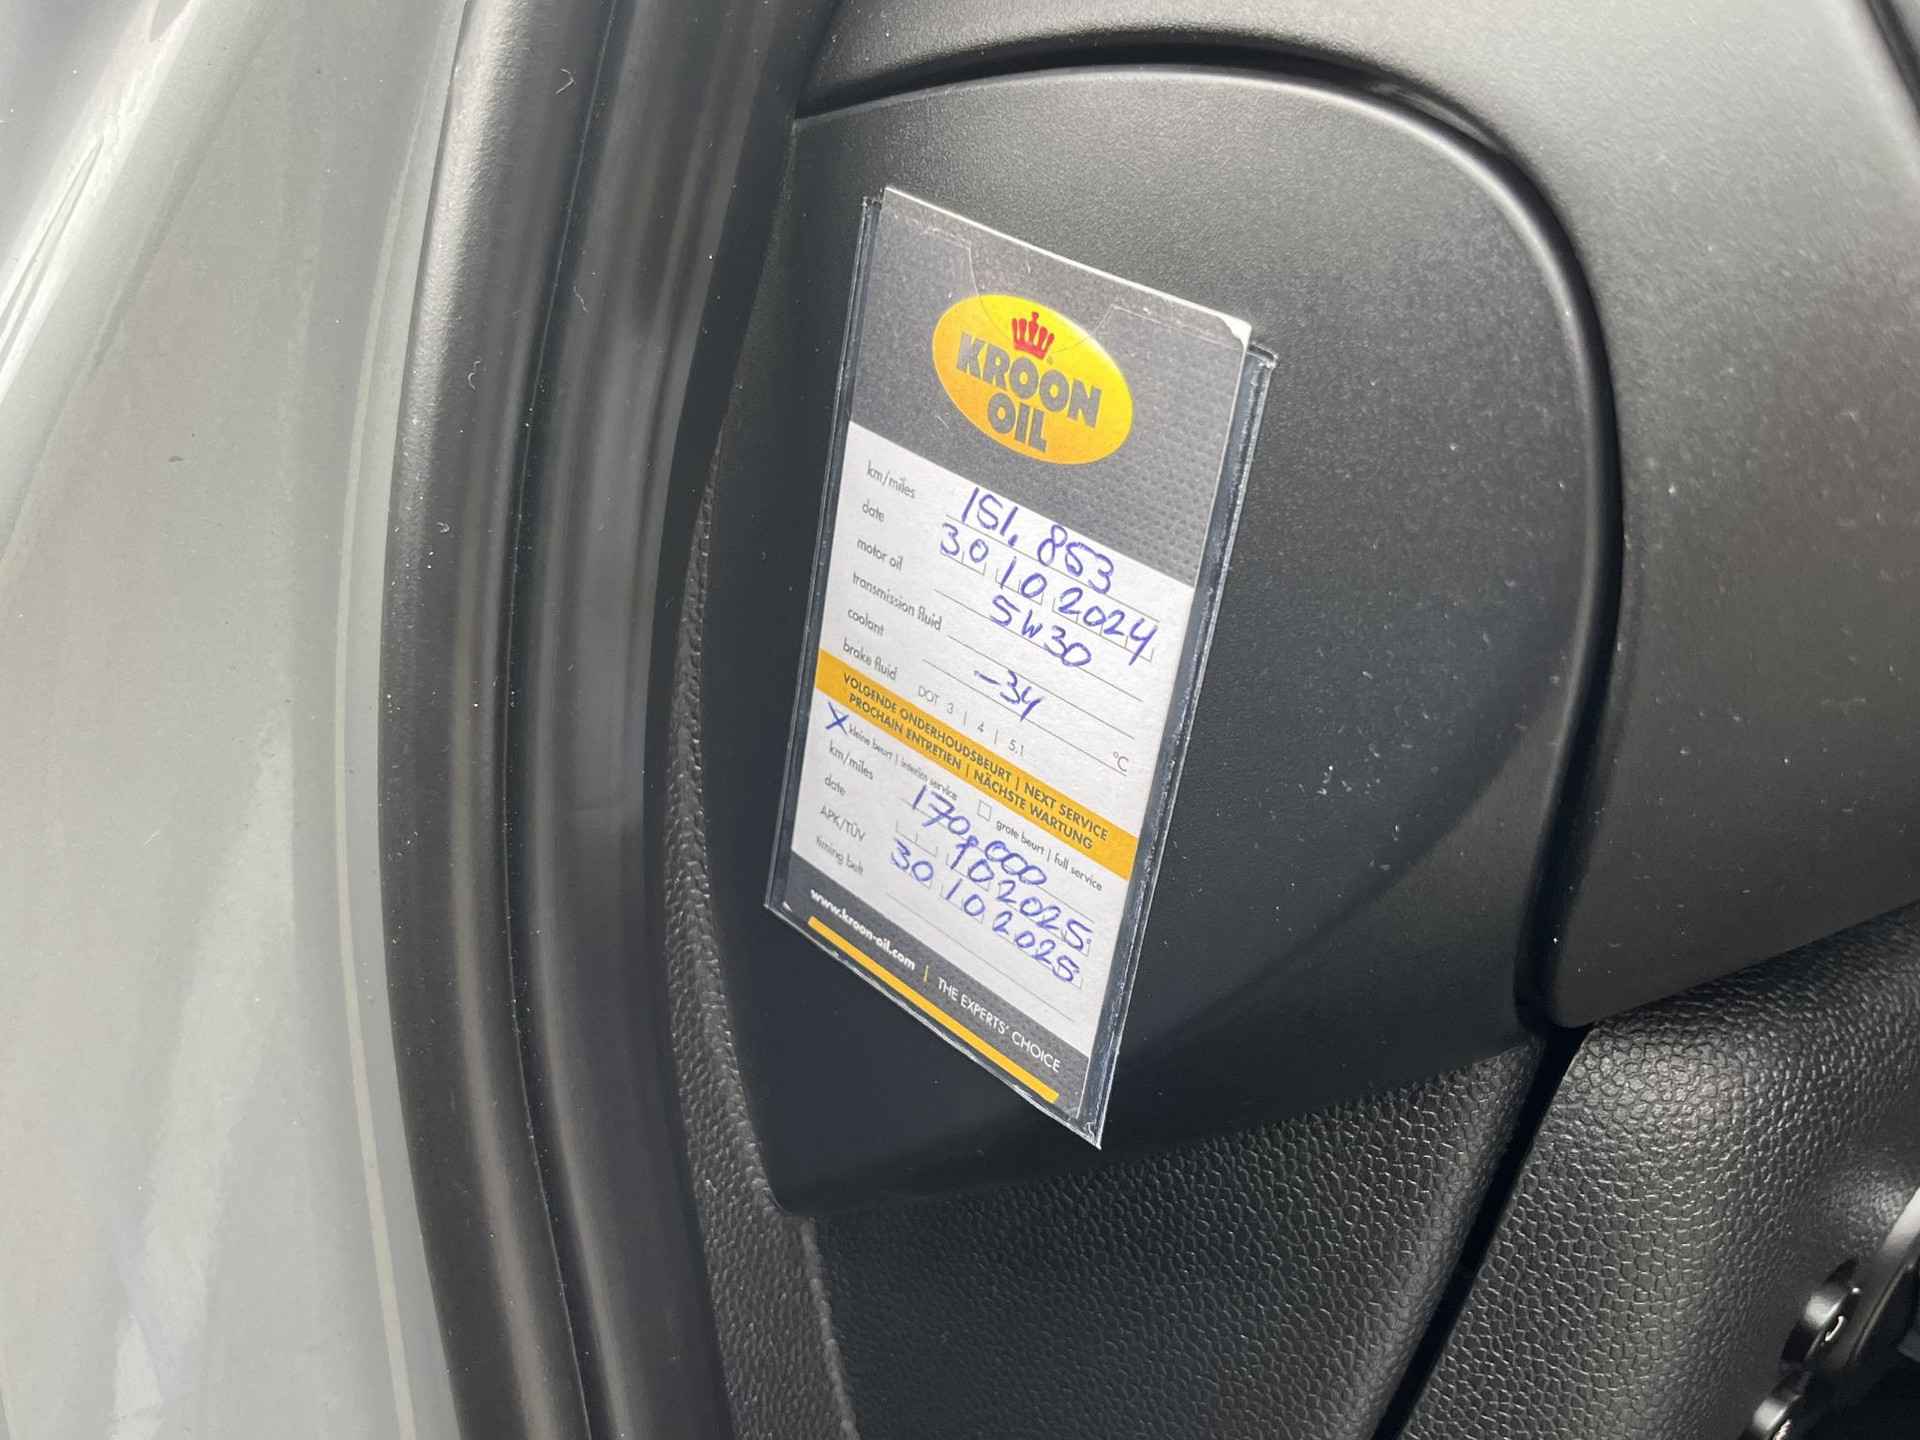 KROON
OIL
km/miles 151.853
date 30 10 2024
motor oil 5W30
transmission fluid
coolant -34 °C
brake fluid DOT 3 | 4 | 5.1
VOLGENDE ONDERHOUDSBEURT | NEXT SERVICE
PROCHAIN ENTRETIEN | NÄCHSTE WARTUNG
X kleine beurt | interim service grote beurt | full service
km/miles 170.000
date 10 2025
APK/TÜV 30 10 2025
timing belt
www.kroon-oil.com | THE EXPERTS' CHOICE